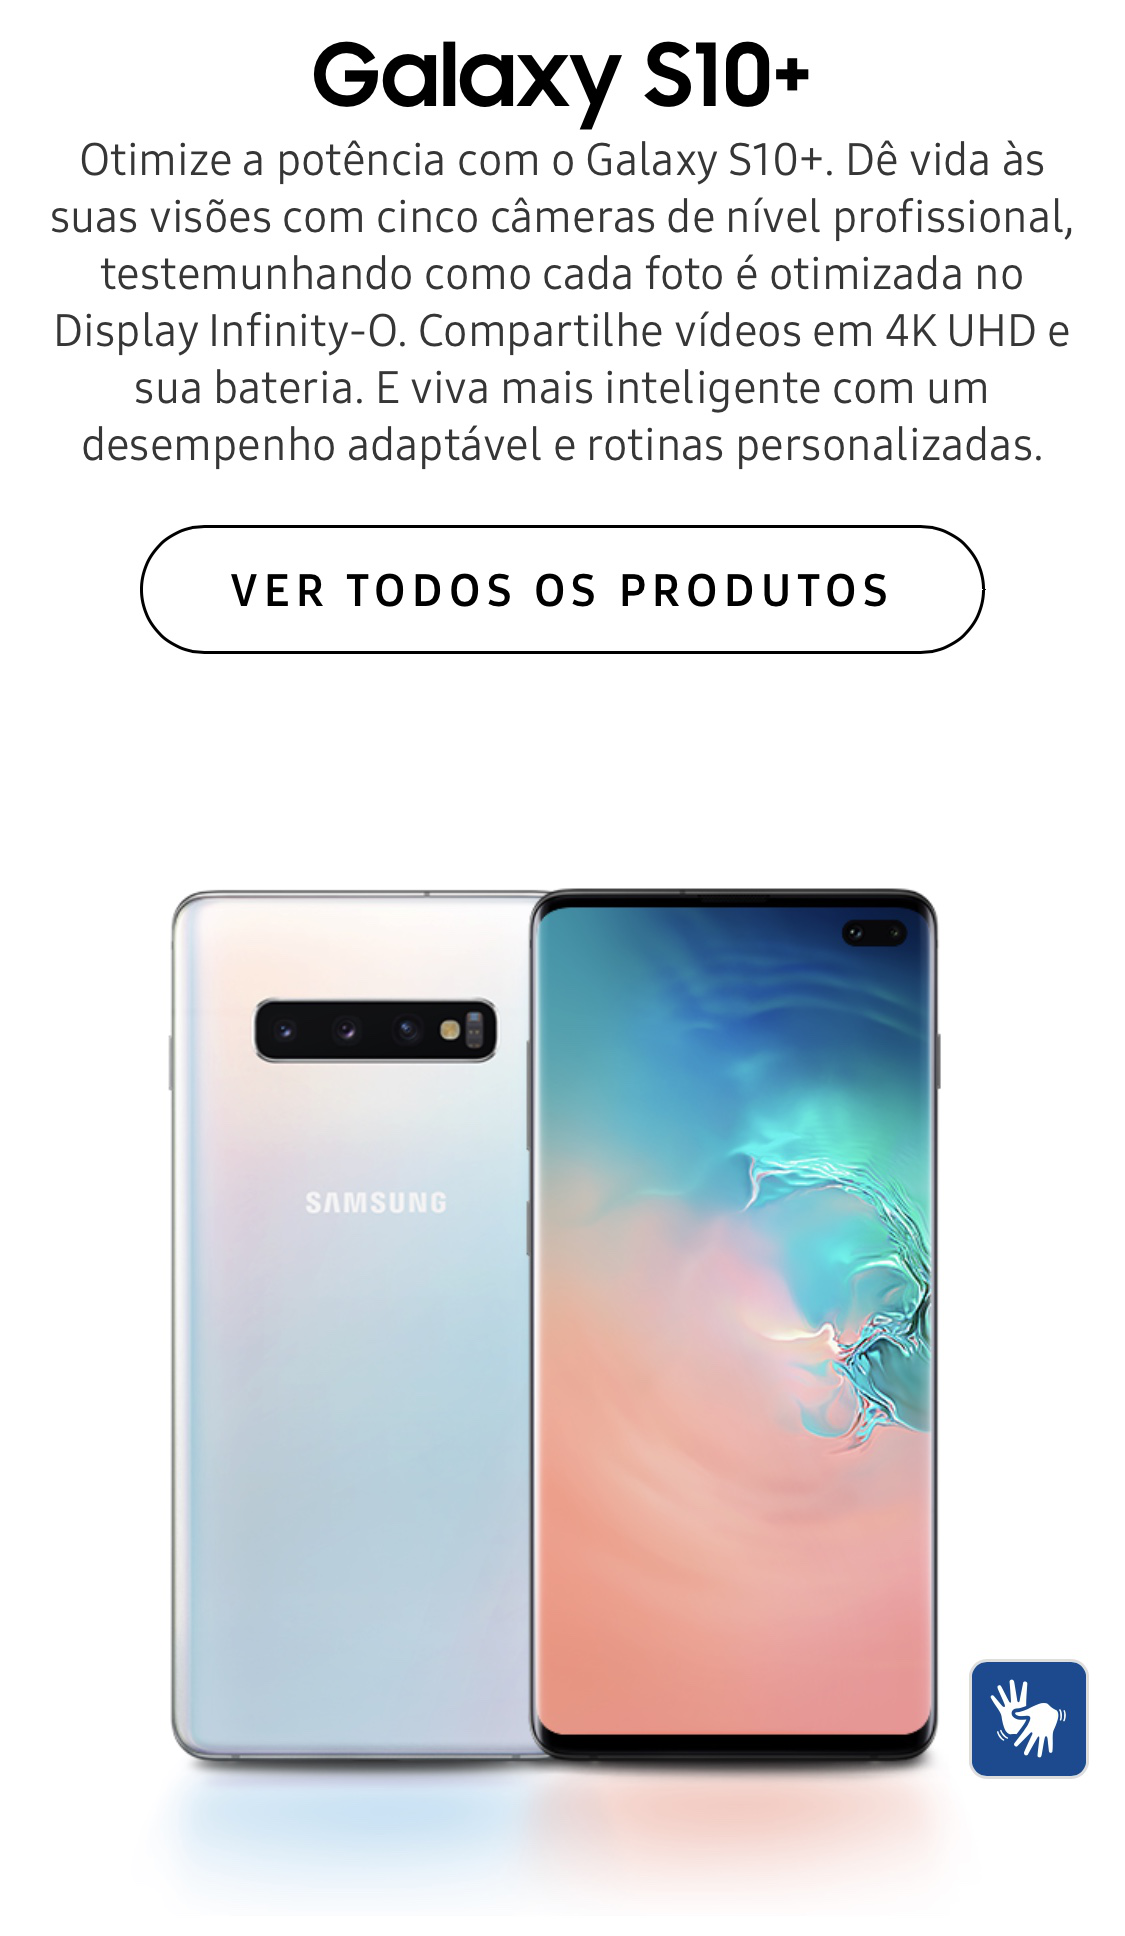 Galaxy S10+
Otimize a potência com o Galaxy S10+. Dê vida às
suas visões com cinco câmeras de nível profissional,
testemunhando como cada foto é otimizada no
Display Infinity-O. Compartilhe vídeos em 4K UHD e
sua bateria. E viva mais inteligente com um
desempenho adaptável e rotinas personalizadas.
VER TODOS OS PRODUTOS
SAMSUNG